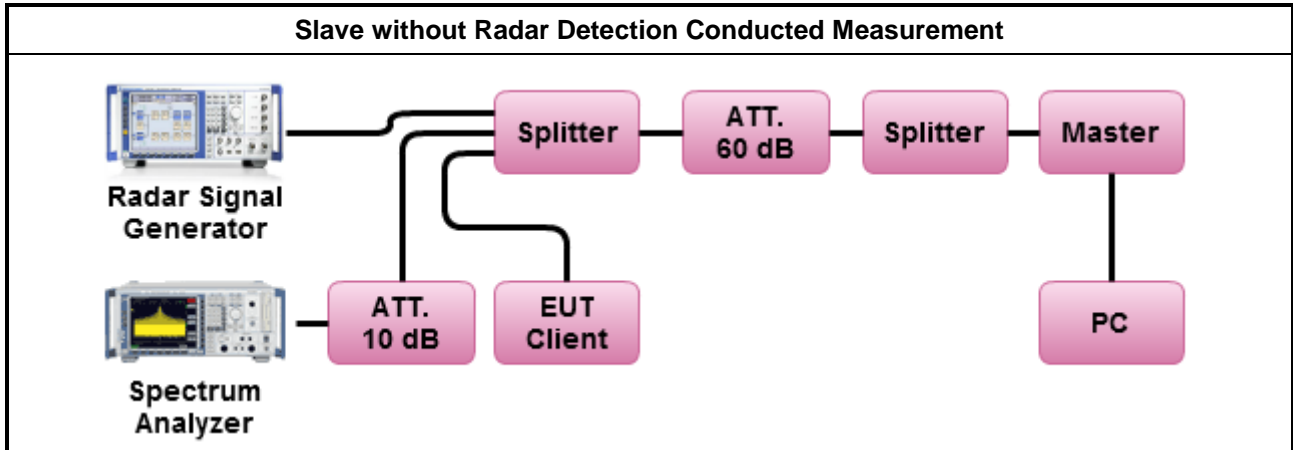 Slave without Radar Detection Conducted Measurement
Radar Signal
Generator
Splitter
ATT.
60 dB
Splitter
Master
Spectrum
Analyzer
ATT.
10 dB
EUT
Client
PC